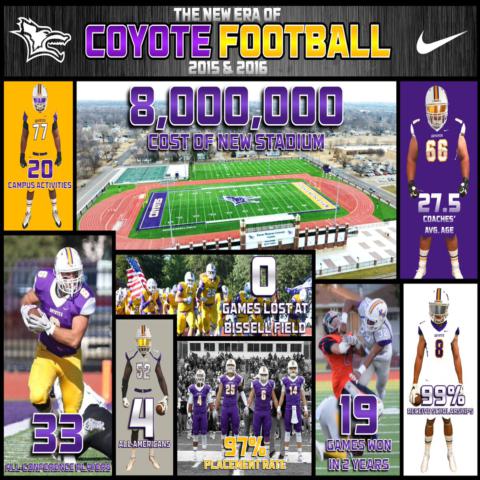 THE NEW ERA OF
COYOTE FOOTBALL
2015 & 2016
77
20
CAMPUS ACTIVITIES
8,000,000
COST OF NEW STADIUM
COYOTES
66
27.5
COACHES'
AVG. AGE
6
33
ALL-CONFERENCE PLAYERS
0
GAMES LOST AT
BISSELL FIELD
52
4
ALL-AMERICANS
4 25 6 14
97%
PLACEMENT RATE
19
GAMES WON
IN 2 YEARS
8
99%
RECEIVE SCHOLARSHIPS